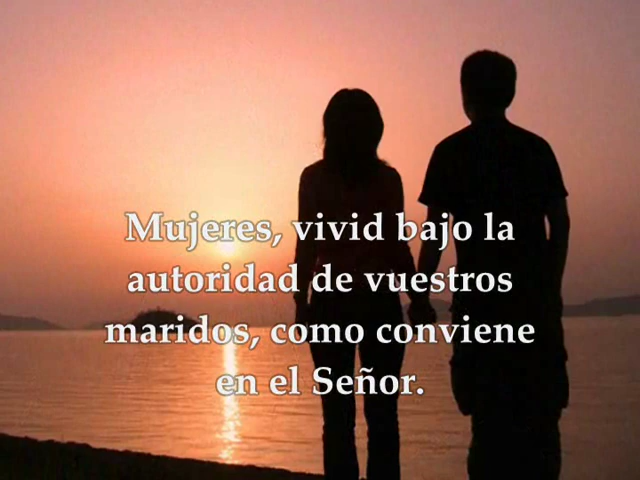 Mujeres, vivid bajo la
autoridad de vuestros
maridos, como conviene
en el Señor.